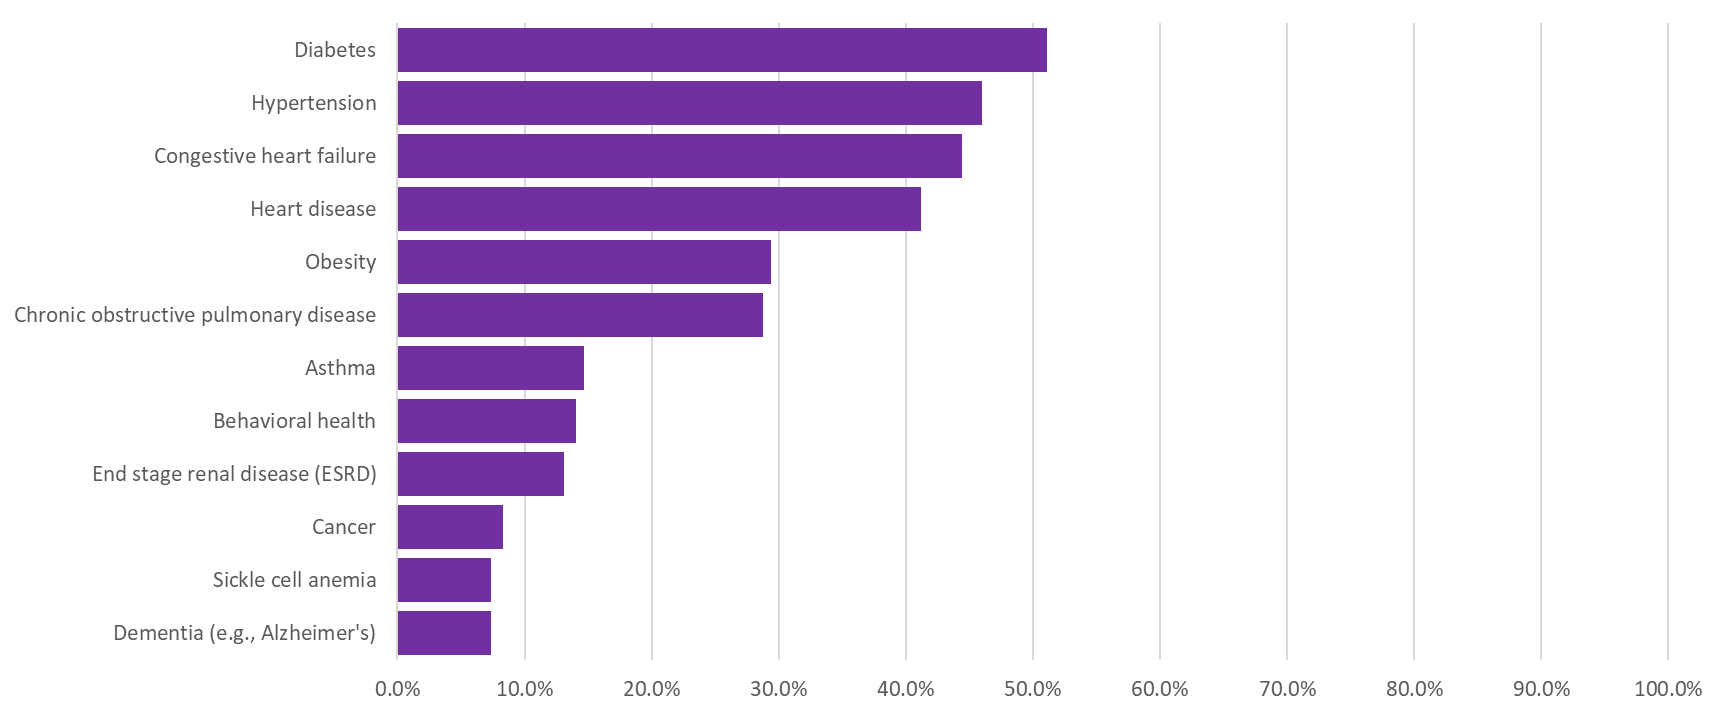 Diabetes
Hypertension
Congestive heart failure
Heart disease
Obesity
Chronic obstructive pulmonary disease
Asthma
Behavioral health
End stage renal disease (ESRD)
Cancer
Sickle cell anemia
Dementia (e.g., Alzheimer's)
0.0% 10.0% 20.0% 30.0% 40.0% 50.0% 60.0% 70.0% 80.0% 90.0% 100.0%